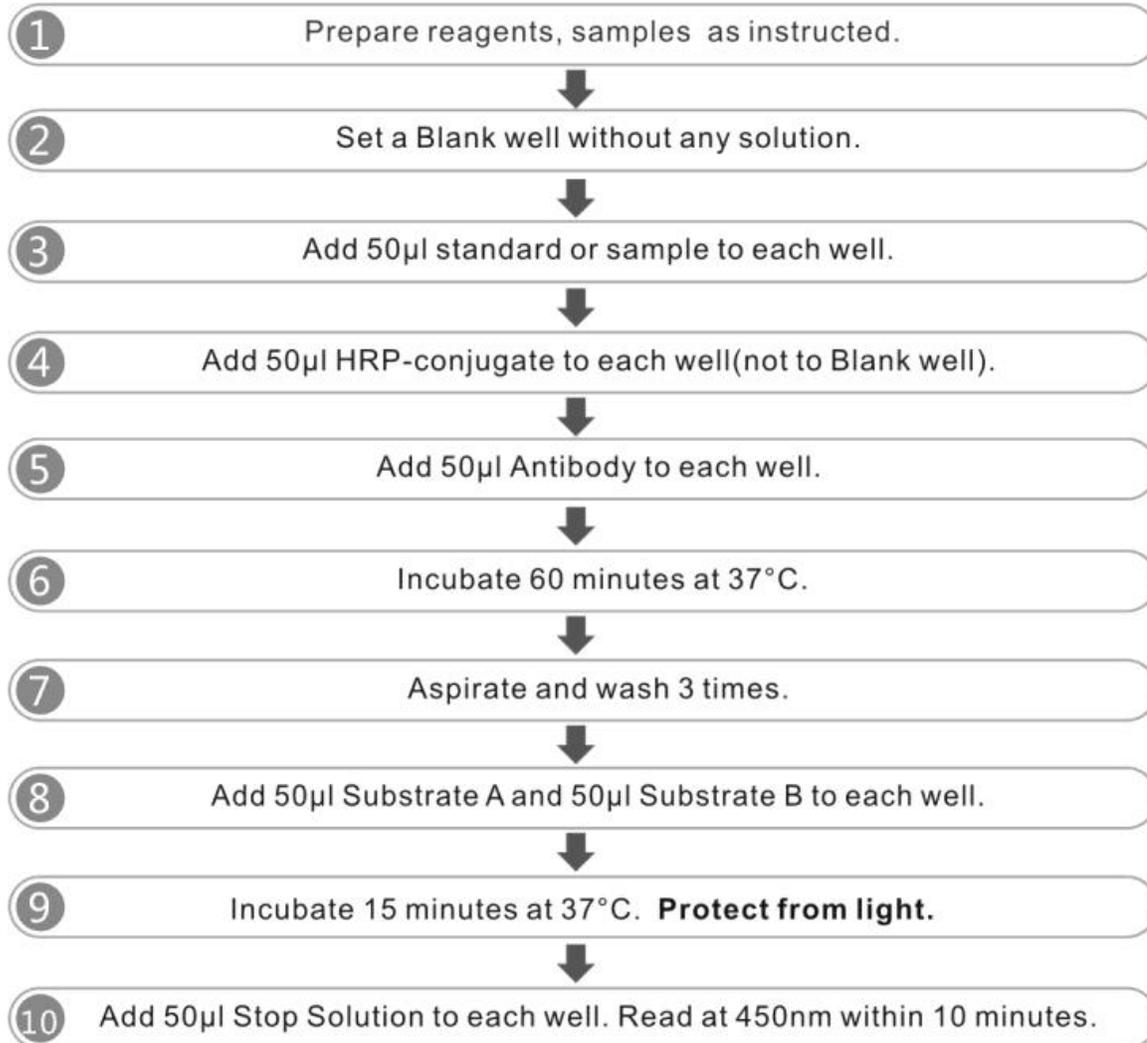 1 Prepare reagents, samples as instructed.
2 Set a Blank well without any solution.
3 Add 50µl standard or sample to each well.
4 Add 50µl HRP-conjugate to each well(not to Blank well).
5 Add 50µl Antibody to each well.
6 Incubate 60 minutes at 37°C.
7 Aspirate and wash 3 times.
8 Add 50µl Substrate A and 50µl Substrate B to each well.
9 Incubate 15 minutes at 37°C. Protect from light.
10 Add 50µl Stop Solution to each well. Read at 450nm within 10 minutes.